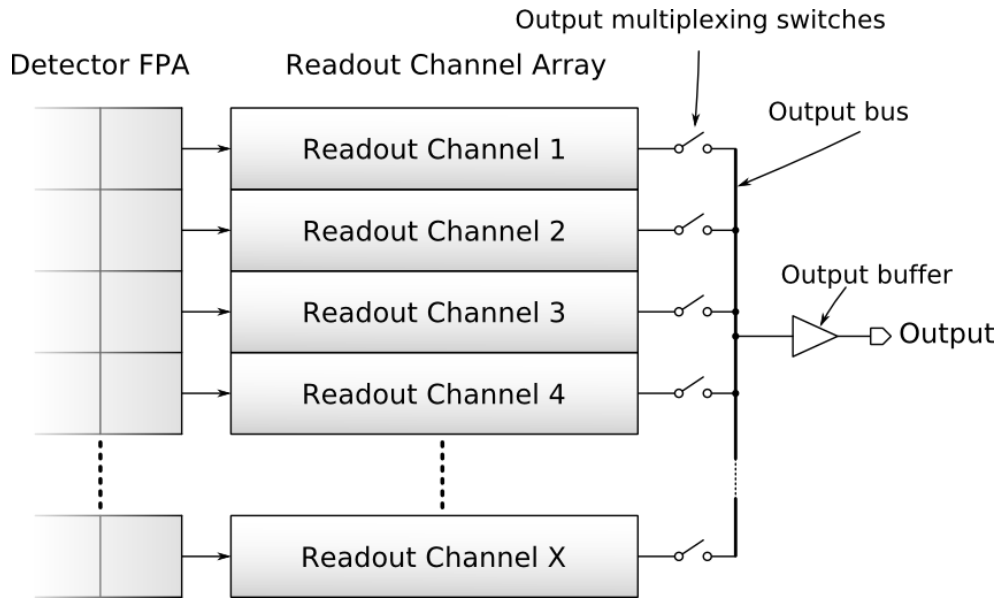 Output multiplexing switches
Detector FPA
Readout Channel Array
Output bus
Readout Channel 1
Readout Channel 2
Output buffer
Readout Channel 3
Output
Readout Channel 4
Readout Channel X